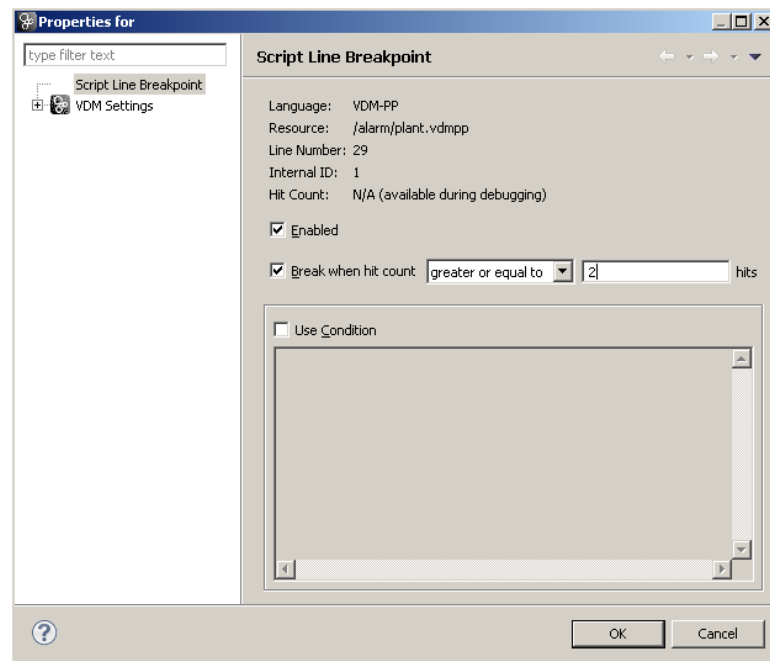 Properties for
type filter text
Script Line Breakpoint
VDM Settings
Script Line Breakpoint
Language: VDM-PP
Resource: /alarm/plant.vdmpp
Line Number: 29
Internal ID: 1
Hit Count: N/A (available during debugging)
Enabled
Break when hit count greater or equal to 2 hits
Use Condition
OK Cancel